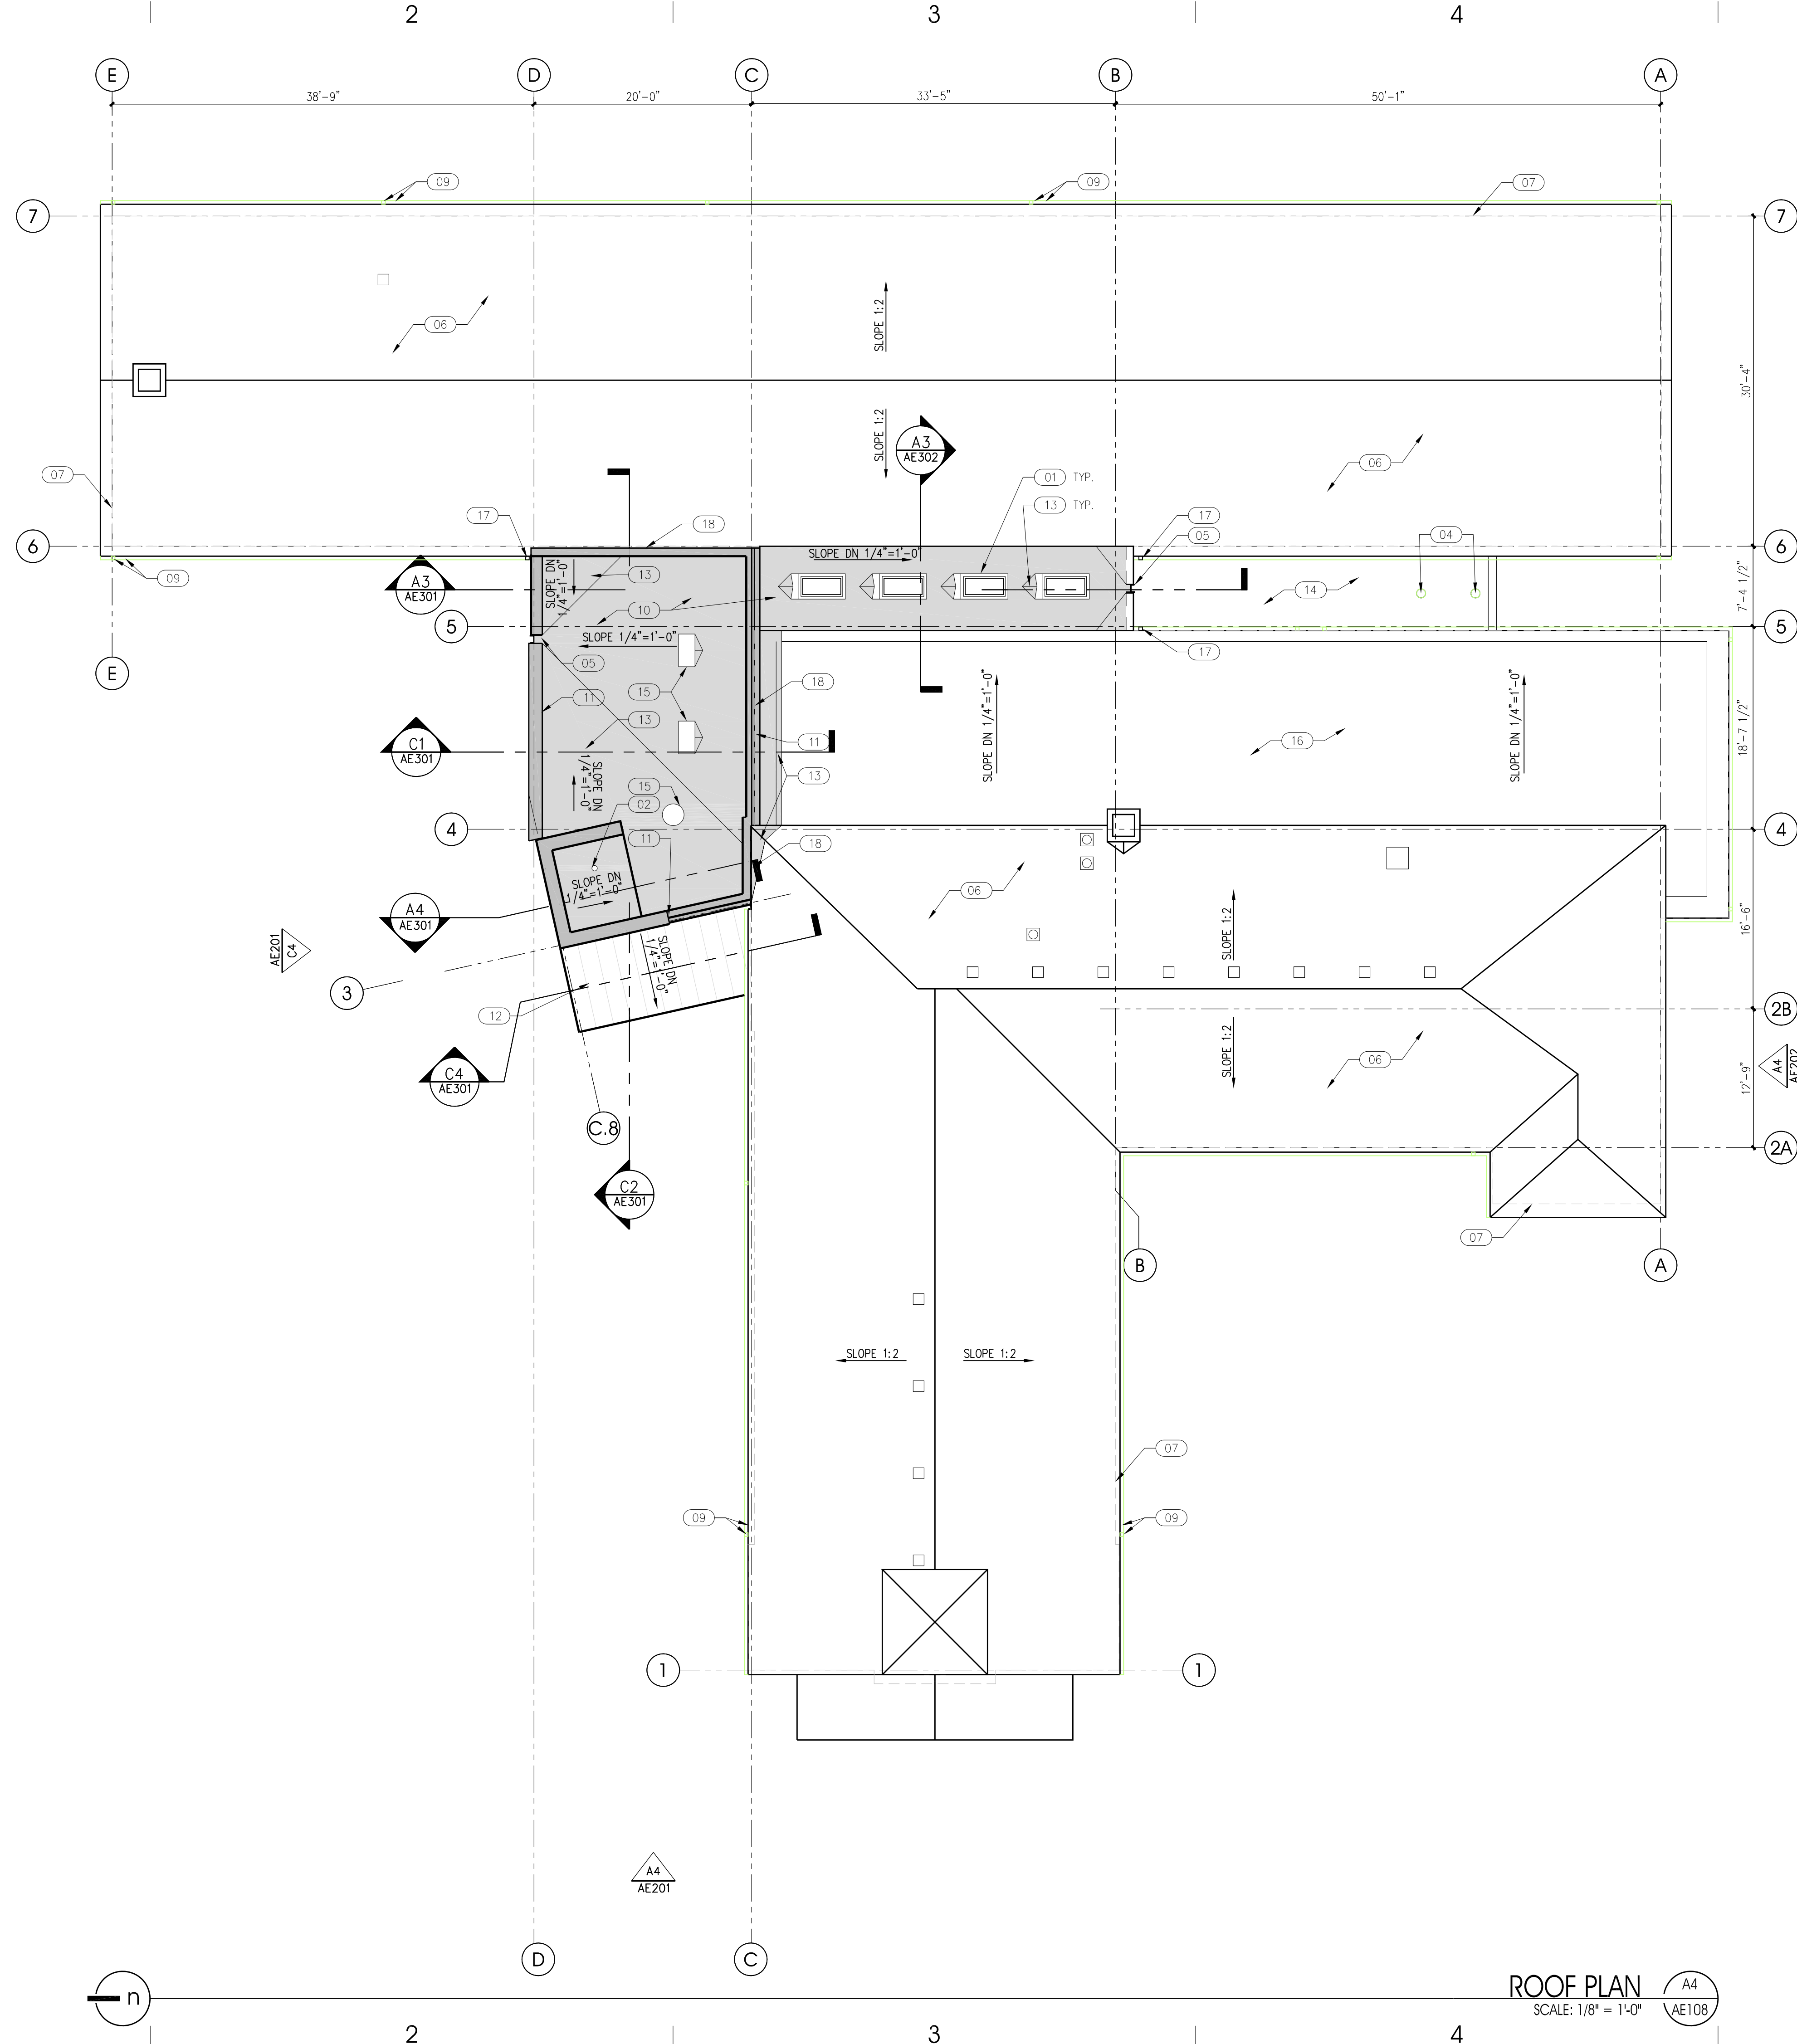 2 3 4
E D C B A
38'-9" 20'-0" 33'-5" 50'-1"
09 09 07
7 7
06
SLOPE 1:2
30'-4"
SLOPE 1:2
A3
AE302
06
07
01 TYP.
13 TYP.
17 18 17
05
04
6 6
SLOPE DN 1/4"=1'-0"
09
A3
AE301
SLOPE DN
1/4"=1'-0"
13
10
14
7'-4 1/2"
5 5
SLOPE 1/4"=1'-0"
05
17
E
11
15
18
13
SLOPE DN 1/4"=1'-0"
SLOPE DN 1/4"=1'-0"
18'-7 1/2"
C1
AE301
11
16
SLOPE DN
1/4"=1'-0"
13
15
02
4 4
11
18
SLOPE DN
1/4"=1'-0"
06
A4
AE301
SLOPE 1:2
16'-6"
AE201
C4
SLOPE DN
1/4"=1'-0"
3
12
2B
SLOPE 1:2
06
C4
AE301
A4
AE202
12'-9"
C.8
2A
C2
AE301
07
B A
SLOPE 1:2 SLOPE 1:2
07
09 09
1 1
A4
AE201
D C
n
ROOF PLAN
SCALE: 1/8" = 1'-0"
A4
AE108
2 3 4